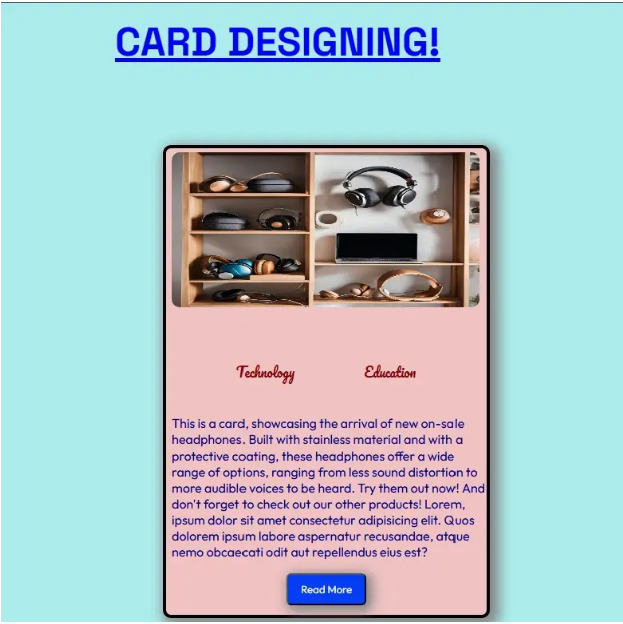 CARD DESIGNING!
Technology Education
This is a card, showcasing the arrival of new on-sale
headphones. Built with stainless material and with a
protective coating, these headphones offer a wide
range of options, ranging from less sound distortion to
more audible voices to be heard. Try them out now! And
don't forget to check out our other products! Lorem,
ipsum dolor sit amet consectetur adipisicing elit. Quos
dolorem ipsum labore aspernatur recusandae, atque
nemo obcaecati odit aut repellendus eius est?
Read More